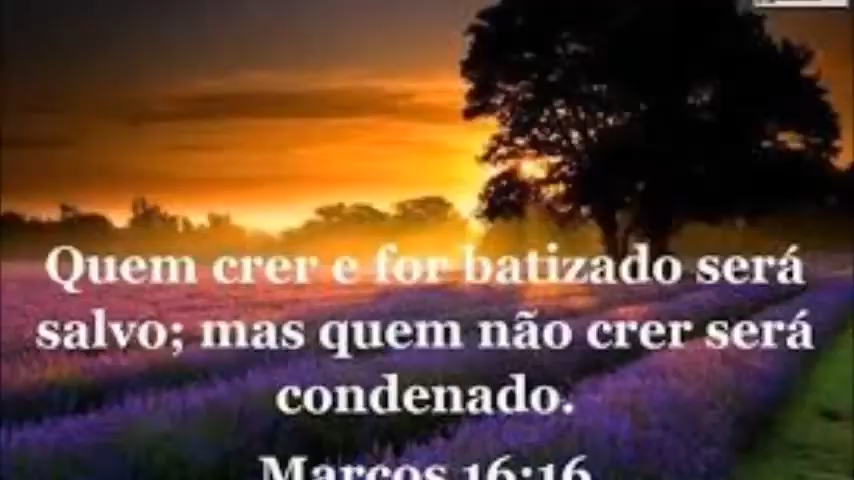 Quem crer e for batizado será
salvo; mas quem não crer será
condenado.
Marcos 16:16